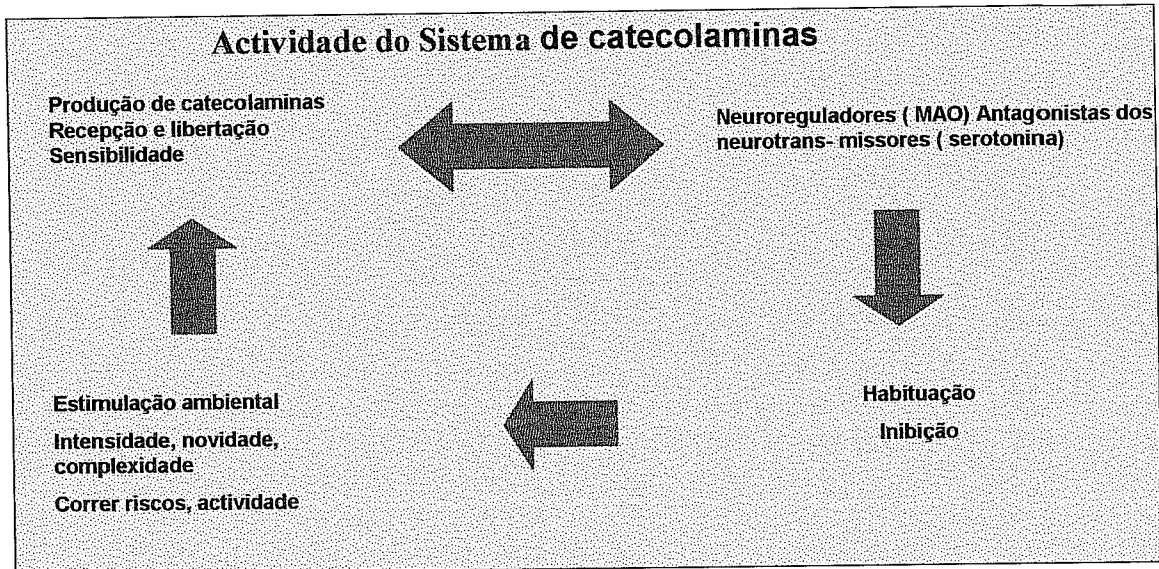 Actividade do Sistema de catecolaminas
Produção de catecolaminas
Recepção e libertação
Sensibilidade
Neuroreguladores ( MAO) Antagonistas dos
neurotrans- missores ( serotonina)
Habituação
Inibição
Estimulação ambiental
Intensidade, novidade,
complexidade
Correr riscos, actividade